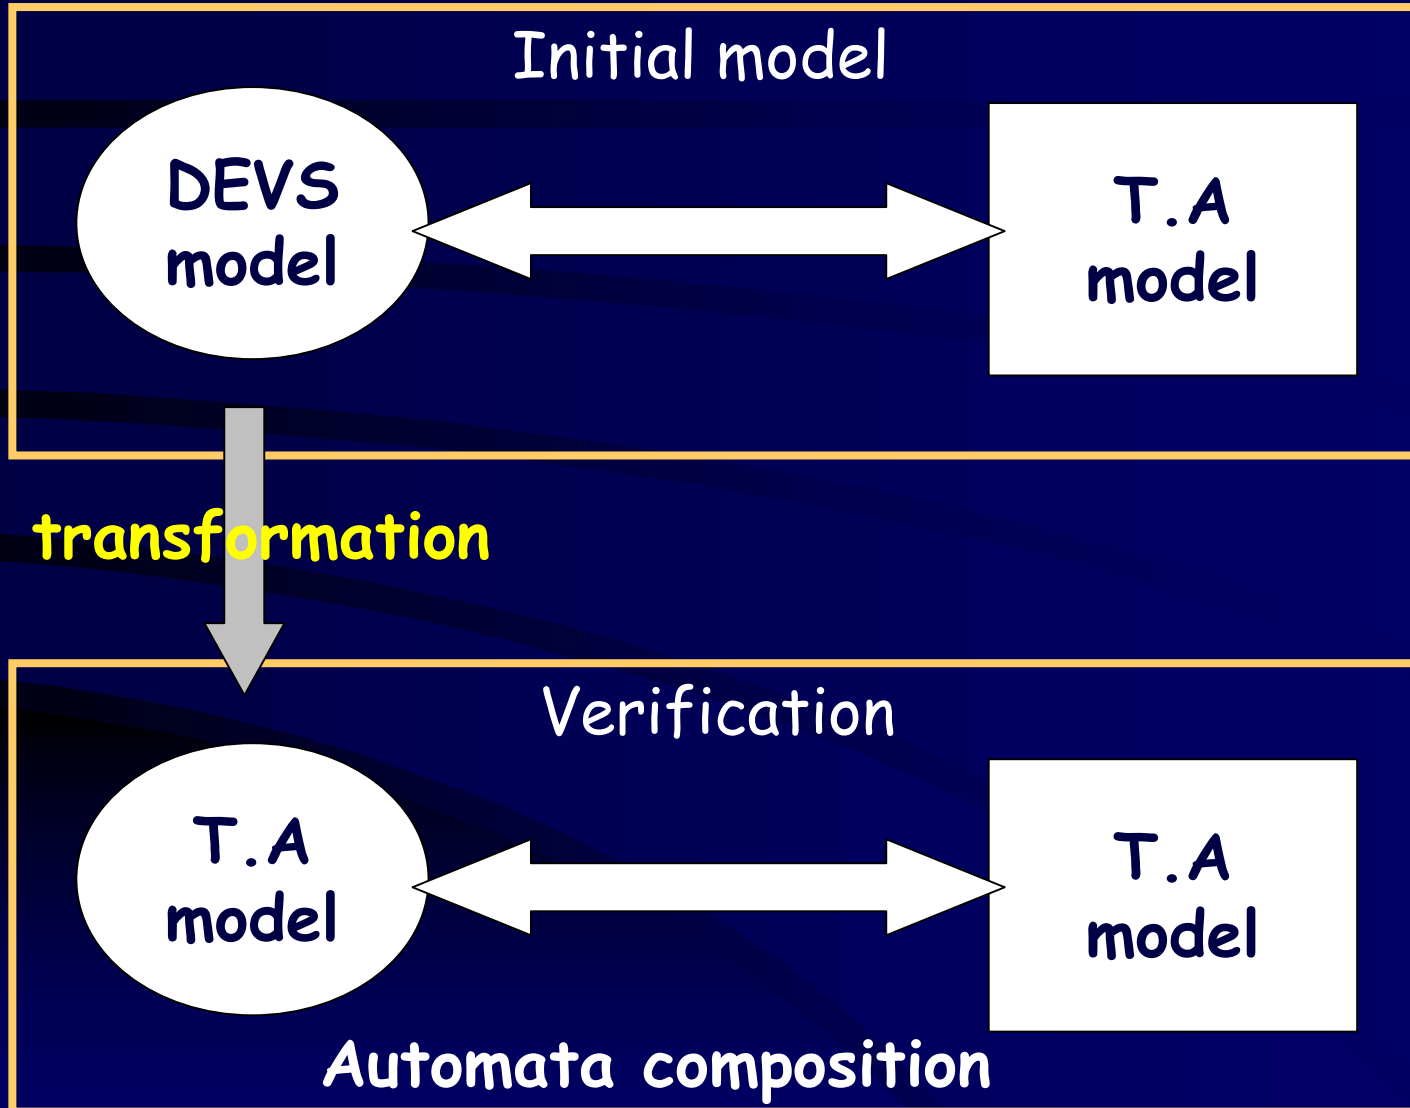 Initial model
DEVS
model
T.A
model
transformation
Verification
T.A
model
T.A
model
Automata composition